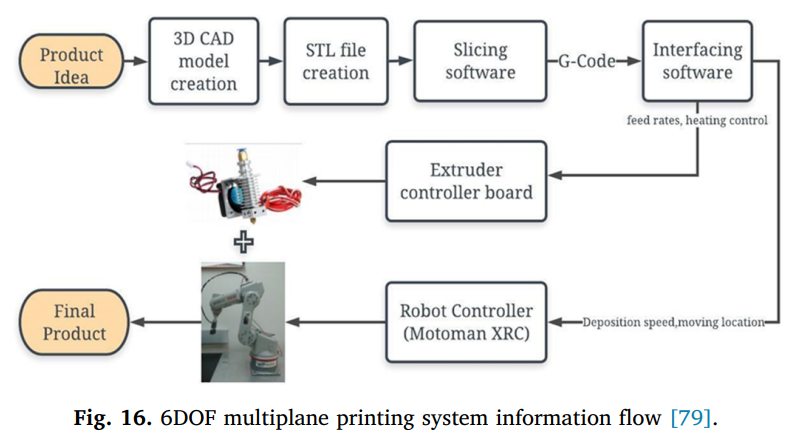 Product
Idea
3D CAD
model
creation
STL file
creation
Slicing
software
G-Code
Interfacing
software
feed rates, heating control
Extruder
controller board
Final
Product
Robot Controller
(Motoman XRC)
Deposition speed,moving location
Fig. 16. 6DOF multiplane printing system information flow [79].